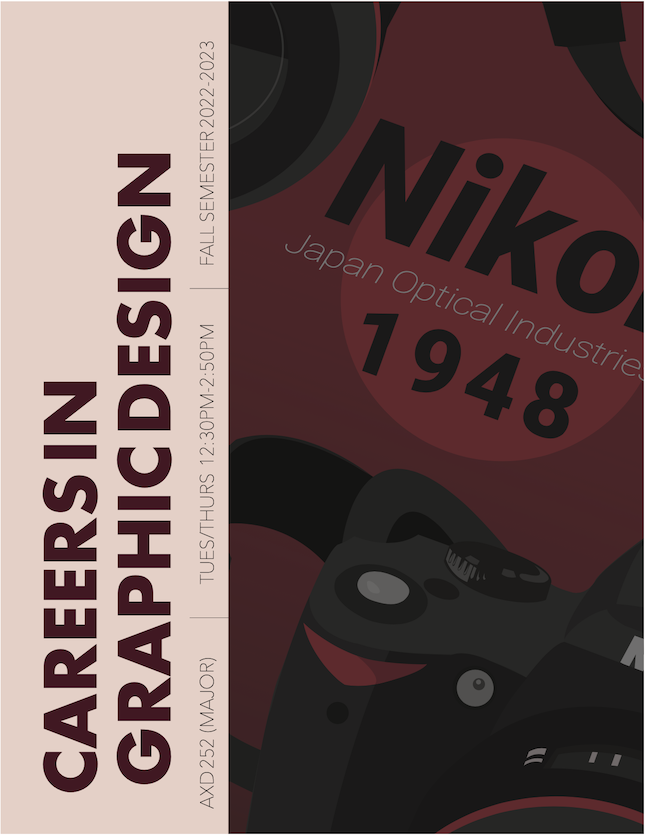 CAREERS IN
GRAPHIC DESIGN
AXD 252 (MAJOR)
TUES/THURS 12:30PM-2:50PM
FALL SEMESTER 2022-2023
Niko
Japan Optical Industries
1948
N